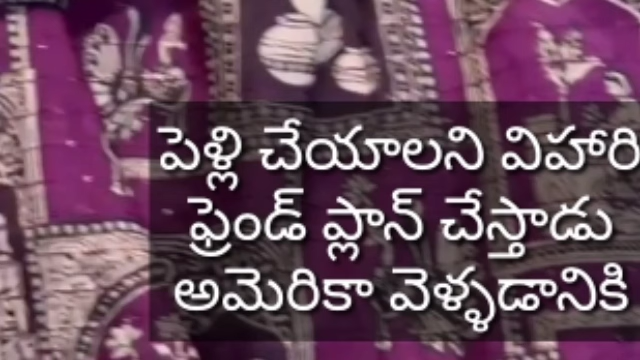 పెళ్లి చేయాలని విహారి
ఫ్రెండ్ ప్లాన్ చేస్తాడు
అమెరికా వెళ్ళడానికి